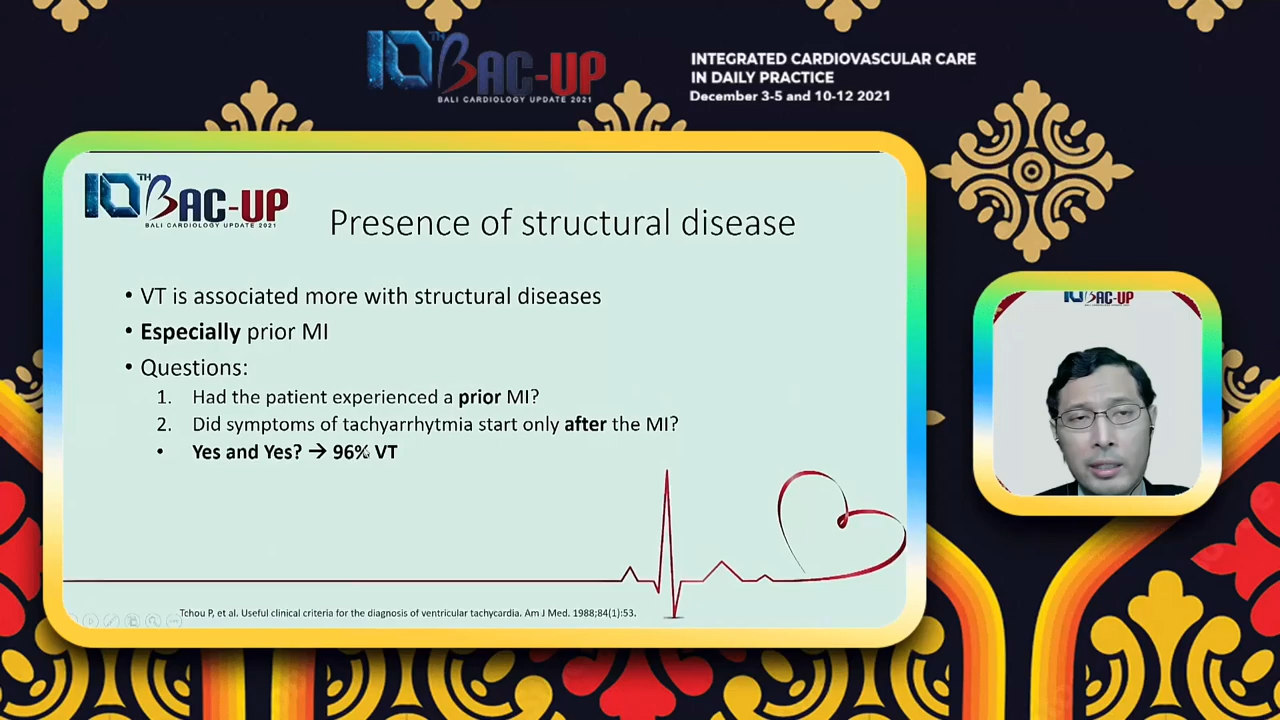 10TH BAC-UP
BALI CARDIOLOGY UPDATE 2021
INTEGRATED CARDIOVASCULAR CARE
IN DAILY PRACTICE
December 3-5 and 10-12 2021
10TH BAC-UP
BALI CARDIOLOGY UPDATE 2021
Presence of structural disease
• VT is associated more with structural diseases
• Especially prior MI
• Questions:
1. Had the patient experienced a prior MI?
2. Did symptoms of tachyarrhytmia start only after the MI?
• Yes and Yes? → 96% VT
Tchou P, et al. Useful clinical criteria for the diagnosis of ventricular tachycardia. Am J Med. 1988;84(1):53.
10 BAC-UP